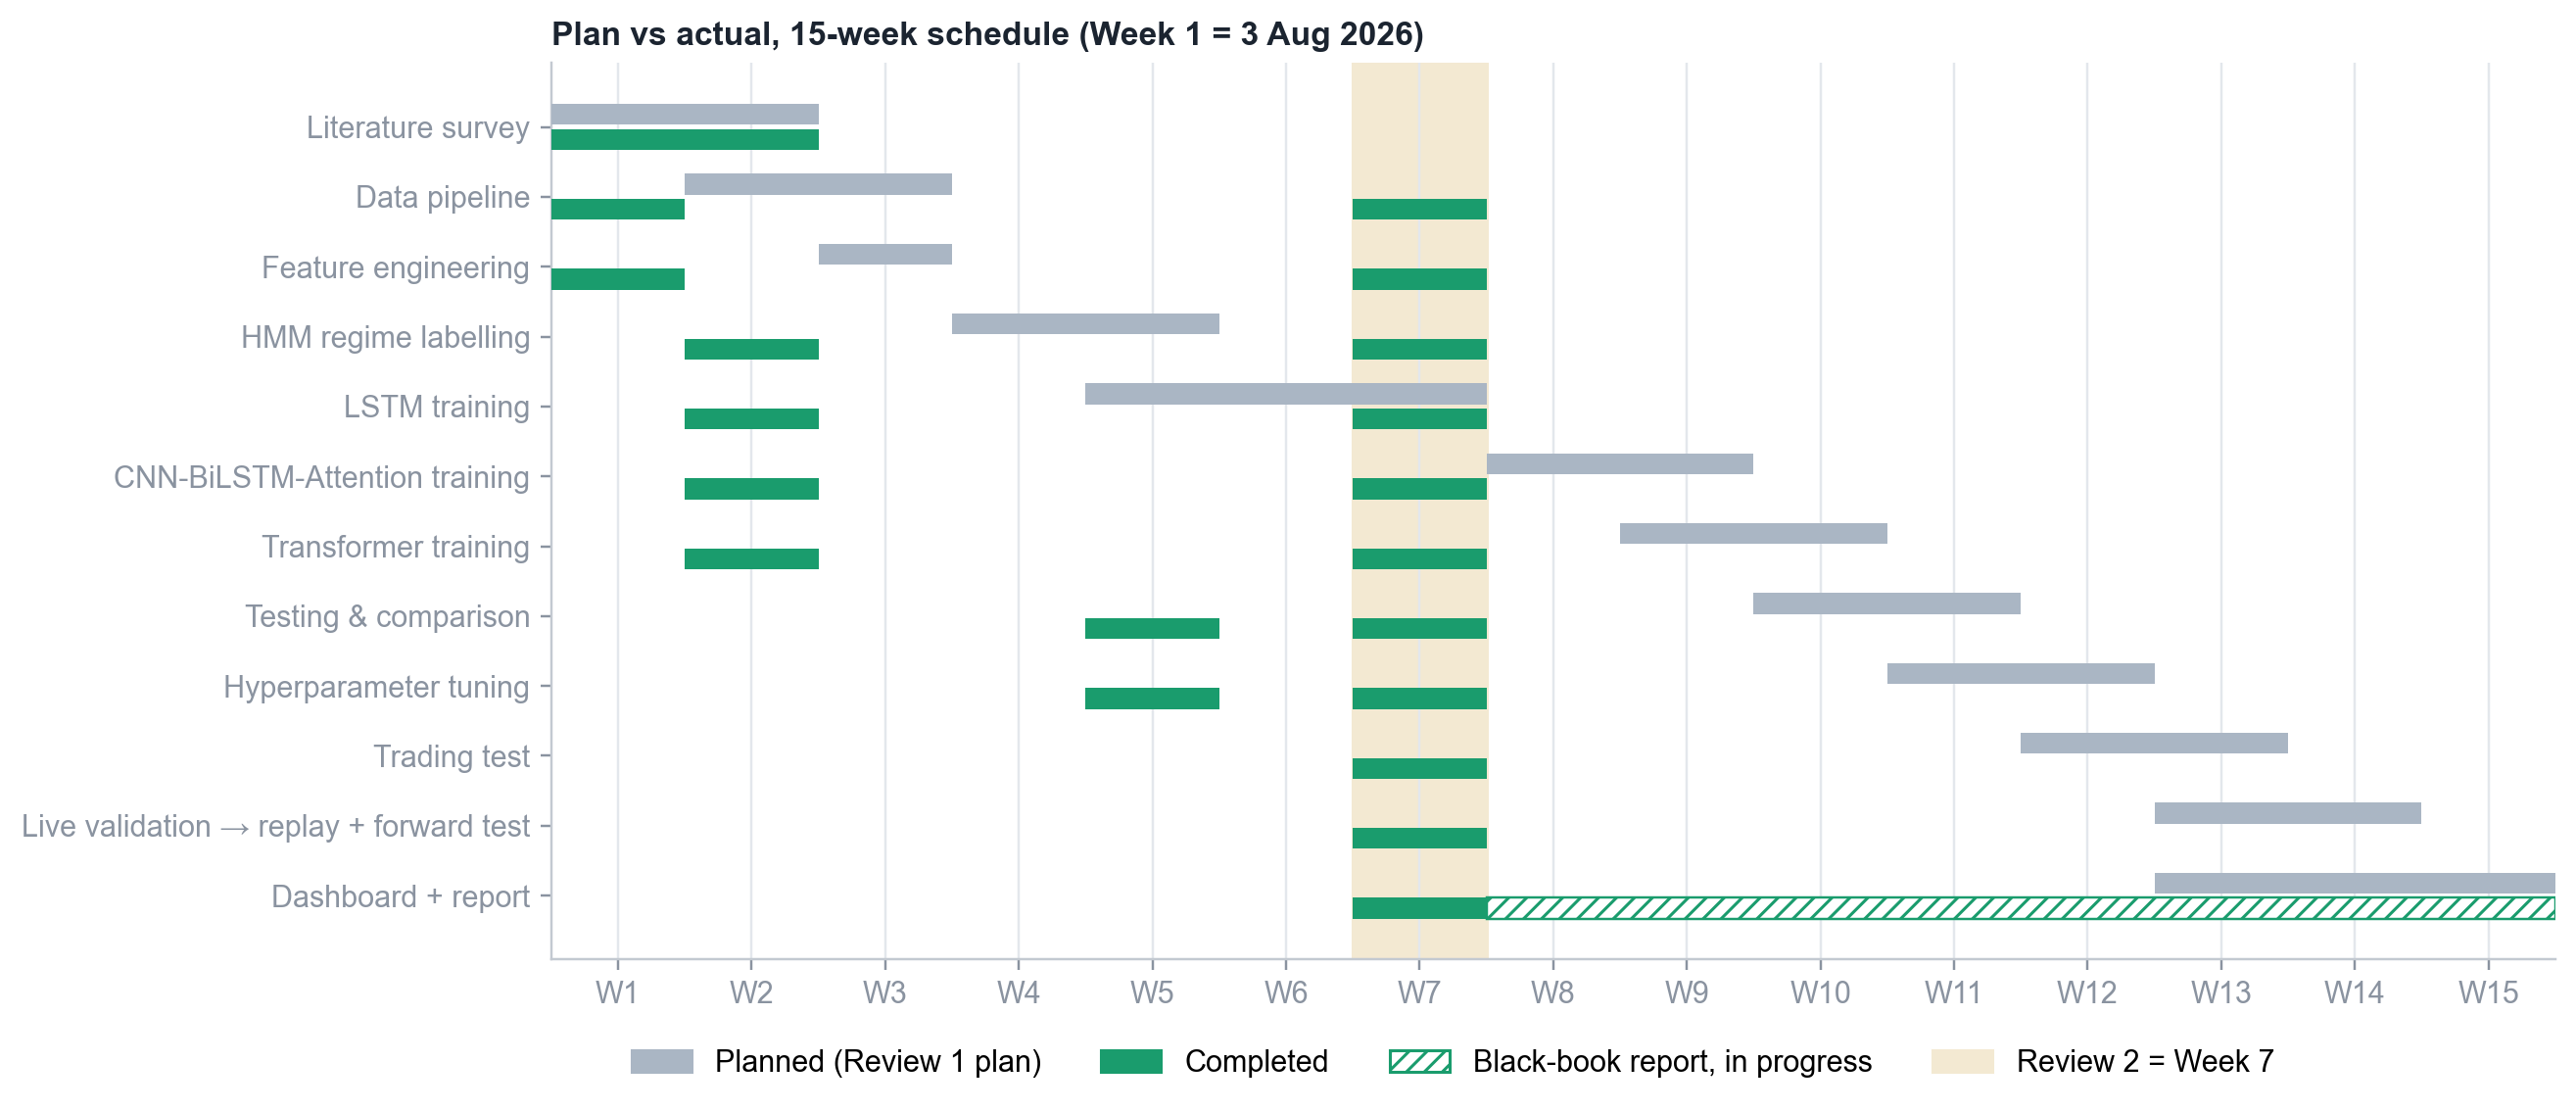 Plan vs actual, 15-week schedule (Week 1 = 3 Aug 2026)
Literature survey
Data pipeline
Feature engineering
HMM regime labelling
LSTM training
CNN-BiLSTM-Attention training
Transformer training
Testing & comparison
Hyperparameter tuning
Trading test
Live validation → replay + forward test
Dashboard + report
W1 W2 W3 W4 W5 W6 W7 W8 W9 W10 W11 W12 W13 W14 W15
Planned (Review 1 plan) Completed Black-book report, in progress Review 2 = Week 7